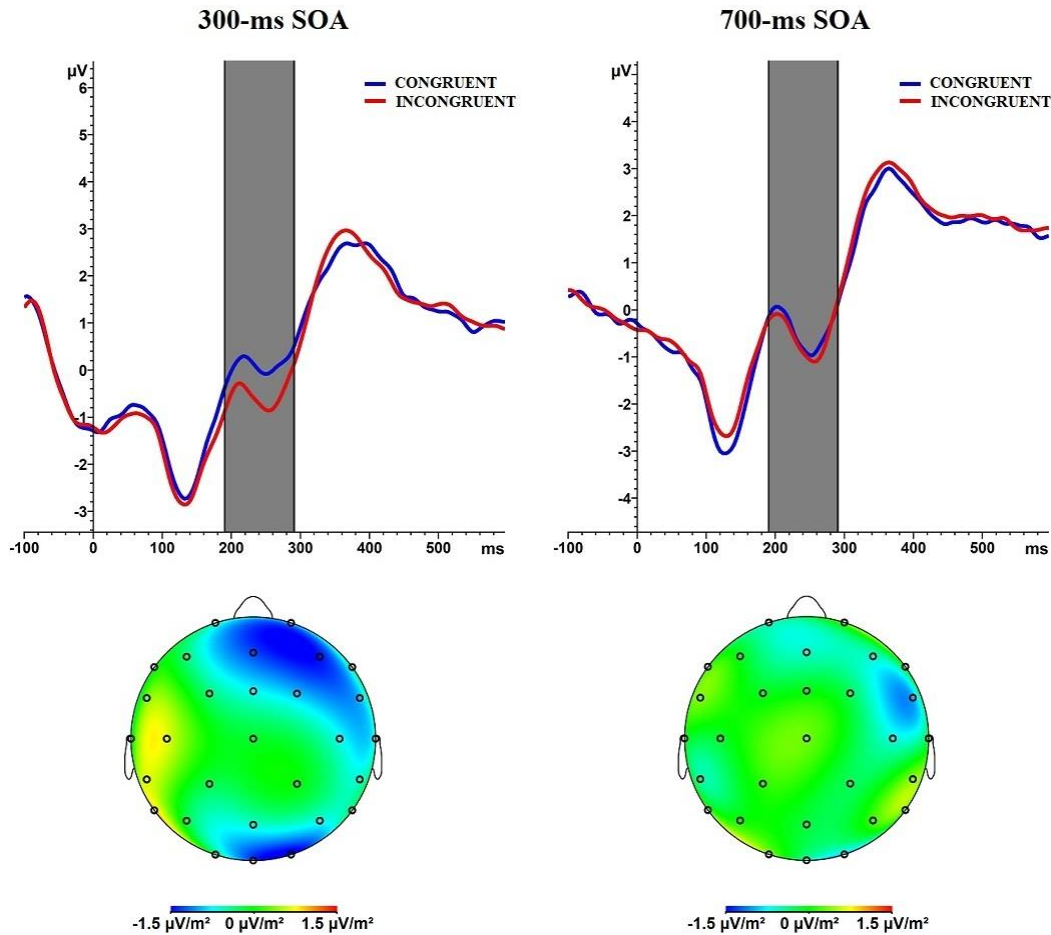 300-ms SOA
700-ms SOA
µV
6
5
4
3
2
1
0
-1
-2
-3
CONGRUENT
INCONGRUENT
-100 0 100 200 300 400 500 ms
µV
4
3
2
1
0
-1
-2
-3
-4
CONGRUENT
INCONGRUENT
-100 0 100 200 300 400 500 ms
-1.5 µV/m² 0 µV/m² 1.5 µV/m²
-1.5 µV/m² 0 µV/m² 1.5 µV/m²